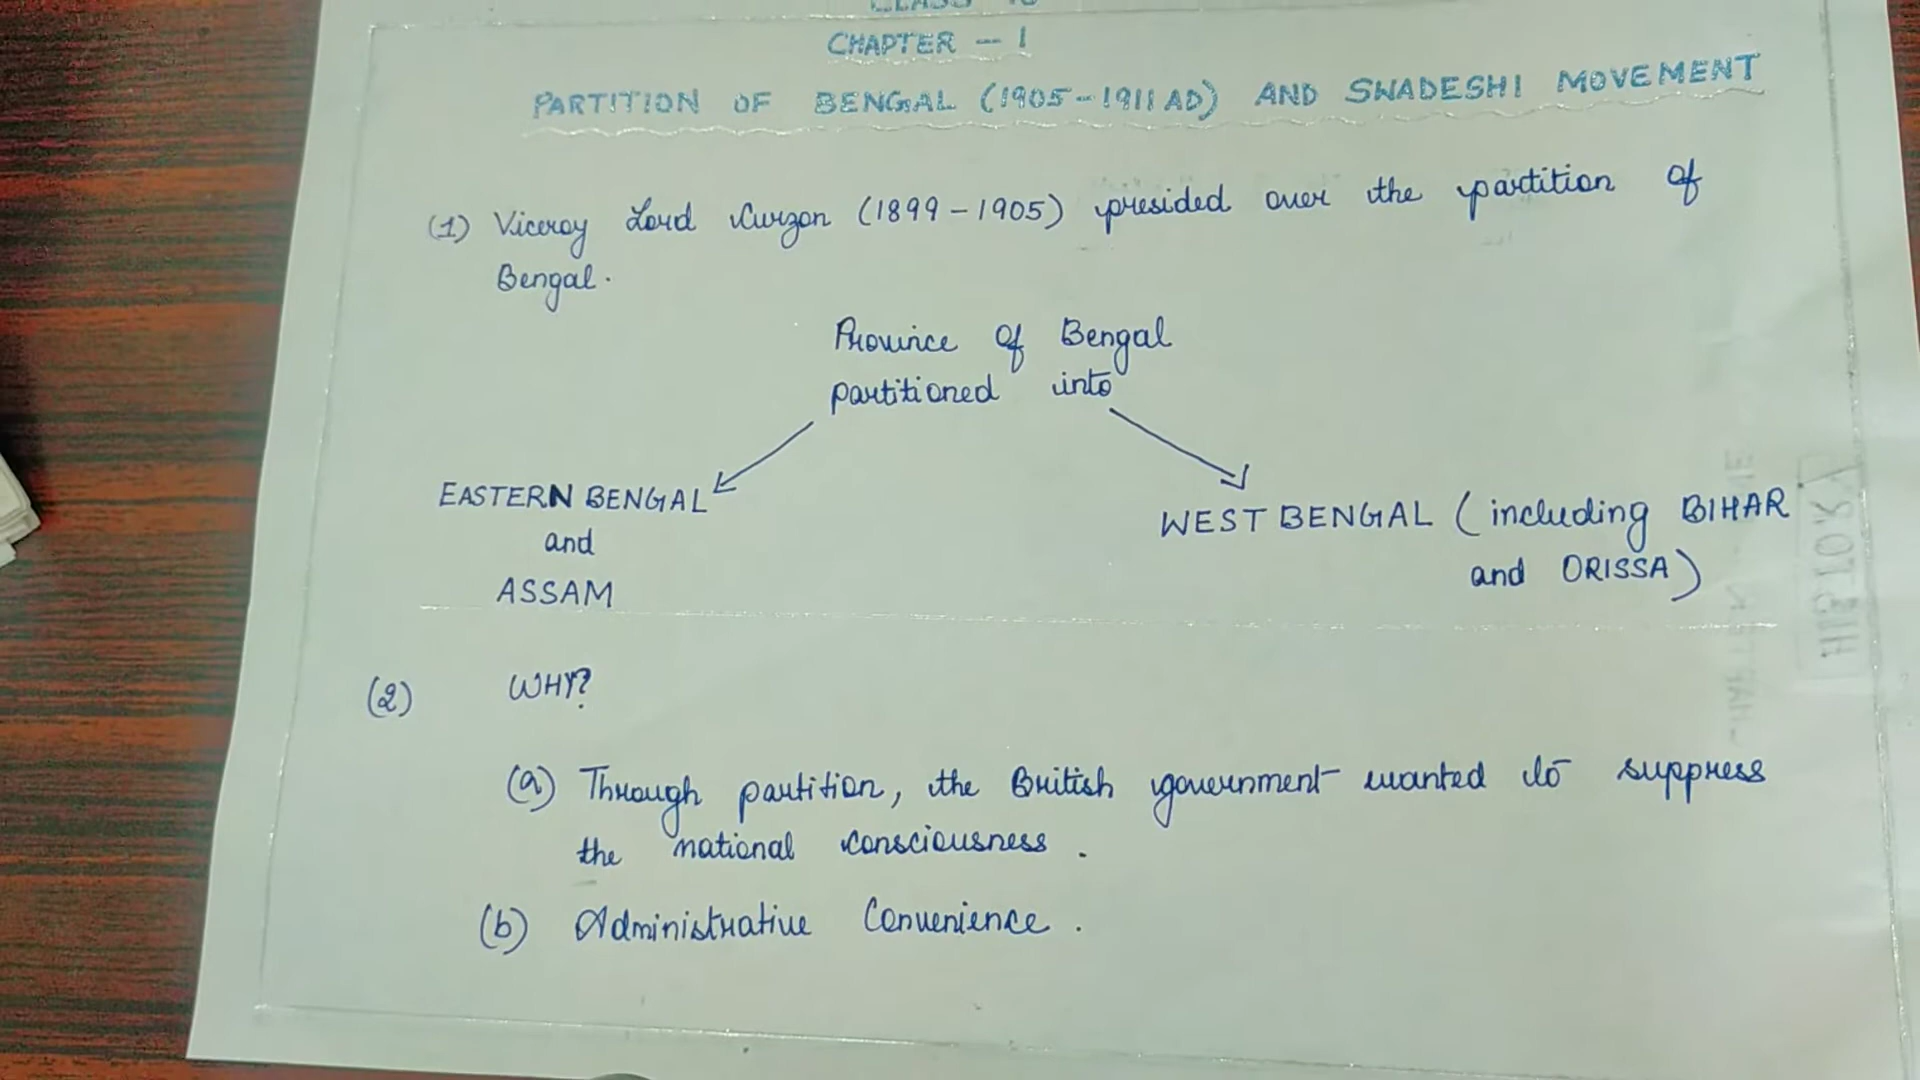 CHAPTER - 1
PARTITION OF BENGAL (1905-1911 AD) AND SWADESHI MOVEMENT
(1) Viceroy Lord Curzon (1899-1905) presided over the partition of
Bengal.
Province of Bengal
partitioned into
EASTERN BENGAL
and
ASSAM
WEST BENGAL (including BIHAR
and ORISSA)
(2) WHY?
(a) Through partition, the British government wanted to suppress
the national consciousness.
(b) Administrative Convenience.
HISTORY